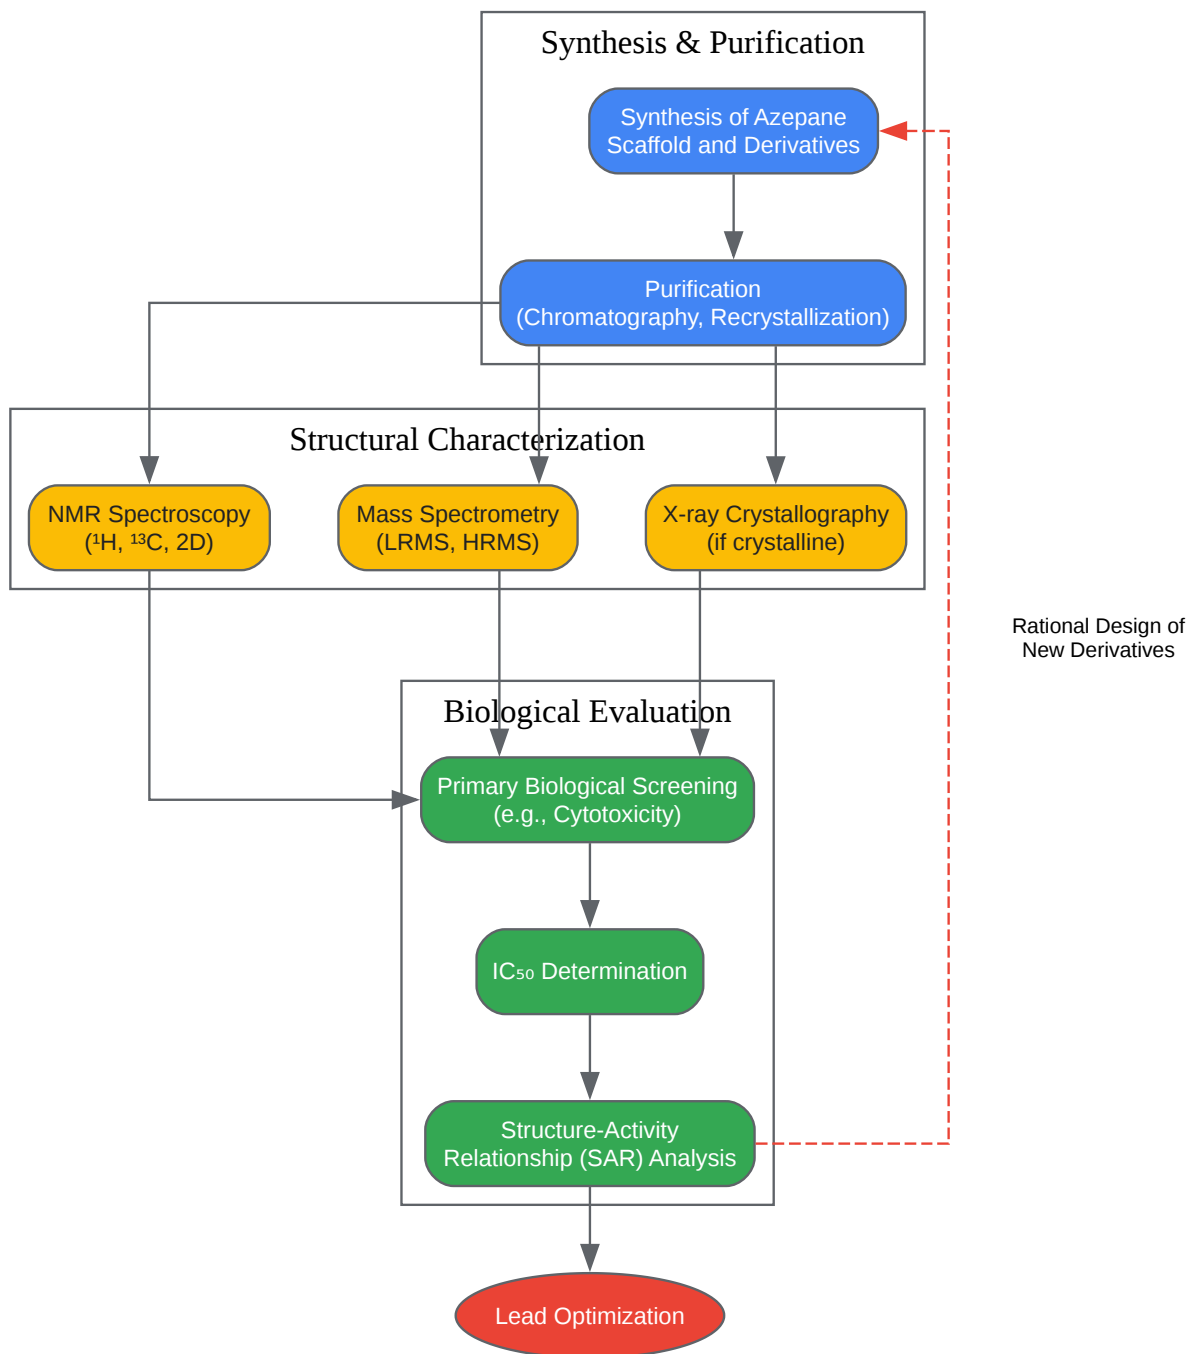 Synthesis & Purification
Synthesis of Azepane
Scaffold and Derivatives
Purification
(Chromatography, Recrystallization)
Structural Characterization
NMR Spectroscopy
(¹H, ¹³C, 2D)
Mass Spectrometry
(LRMS, HRMS)
X-ray Crystallography
(if crystalline)
Rational Design of
New Derivatives
Biological Evaluation
Primary Biological Screening
(e.g., Cytotoxicity)
IC₅₀ Determination
Structure-Activity
Relationship (SAR) Analysis
Lead Optimization